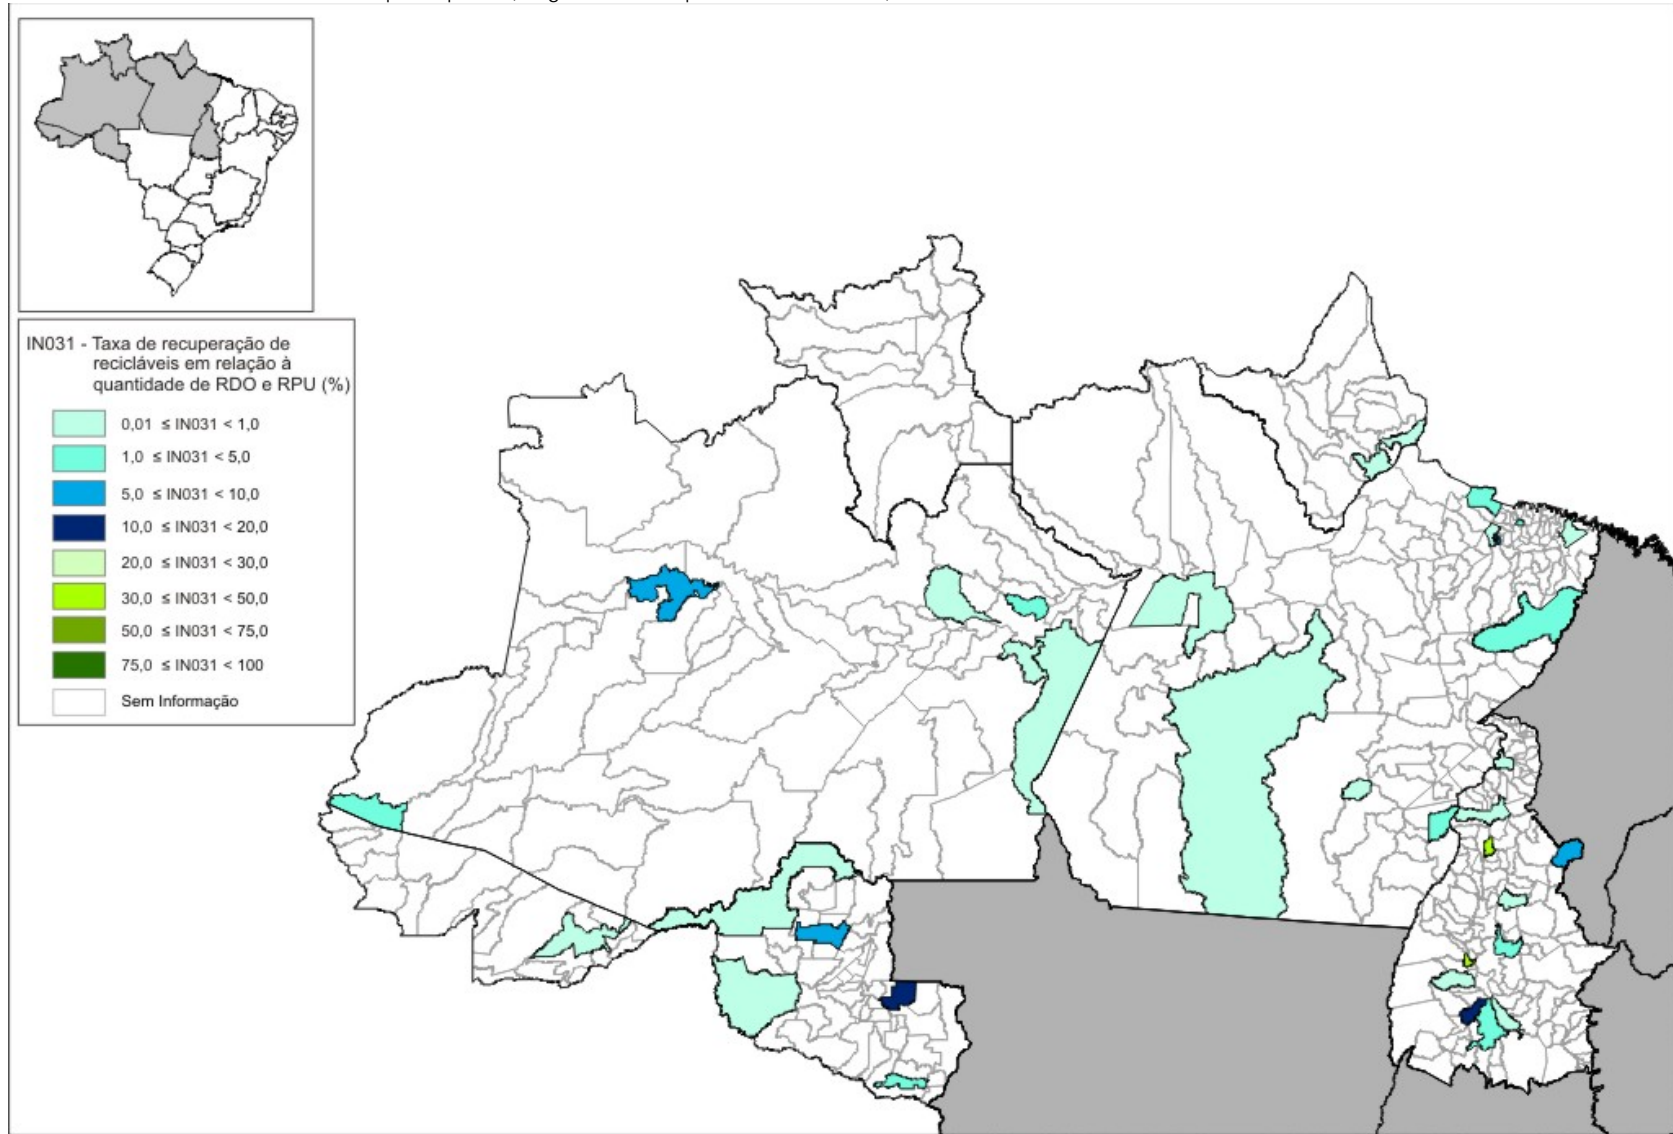 IN031 - Taxa de recuperação de
recicláveis em relação à
quantidade de RDO e RPU (%)
0,01 ≤ IN031 < 1,0
1,0 ≤ IN031 < 5,0
5,0 ≤ IN031 < 10,0
10,0 ≤ IN031 < 20,0
20,0 ≤ IN031 < 30,0
30,0 ≤ IN031 < 50,0
50,0 ≤ IN031 < 75,0
75,0 ≤ IN031 < 100
Sem Informação